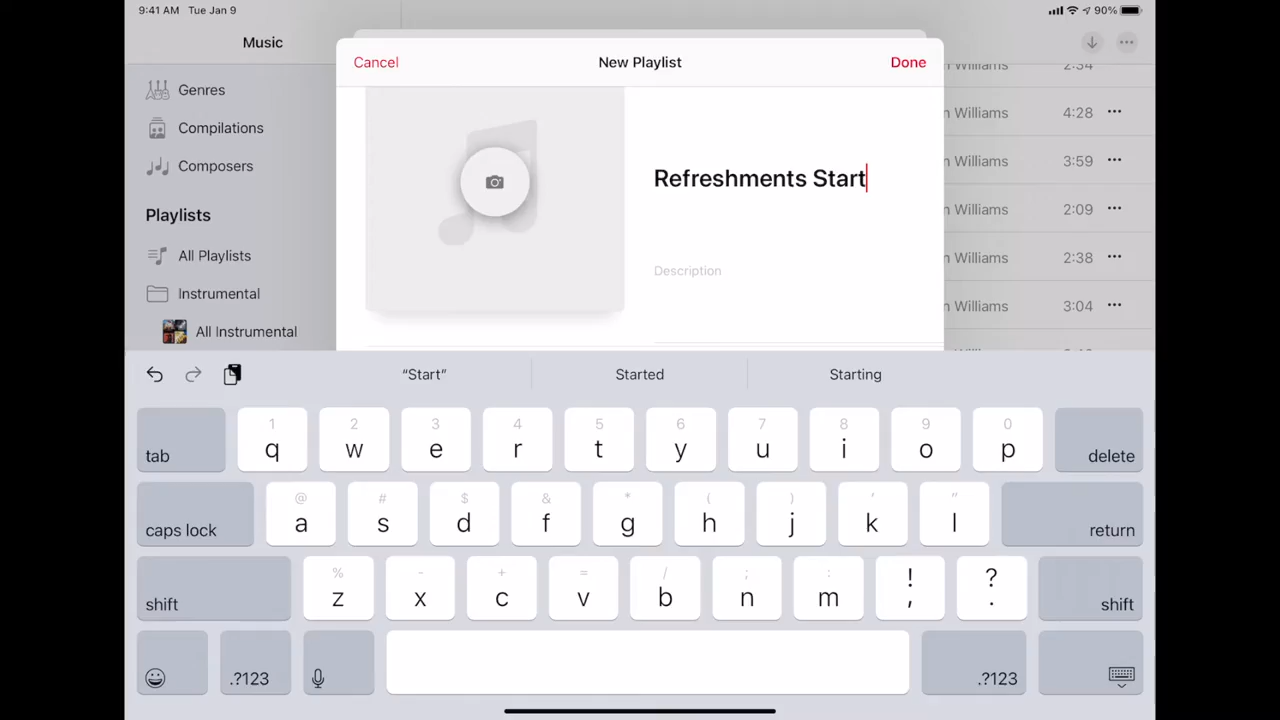 9:41 AM Tue Jan 9
90%
Music
Cancel
New Playlist
Done
Genres
Compilations
Composers
Playlists
All Playlists
Instrumental
All Instrumental
Refreshments Start
Description
Williams 2:34
n Williams 4:28
n Williams 3:59
n Williams 2:09
n Williams 2:38
n Williams 3:04
“Start” Started Starting
1 2 3 4 5 6 7 8 9 0
tab q w e r t y u i o p delete
@ # $ & * ( ) ' "
caps lock a s d f g h j k l return
% - + = / ; : ! ?
shift z x c v b n m , . shift
.?123 .?123